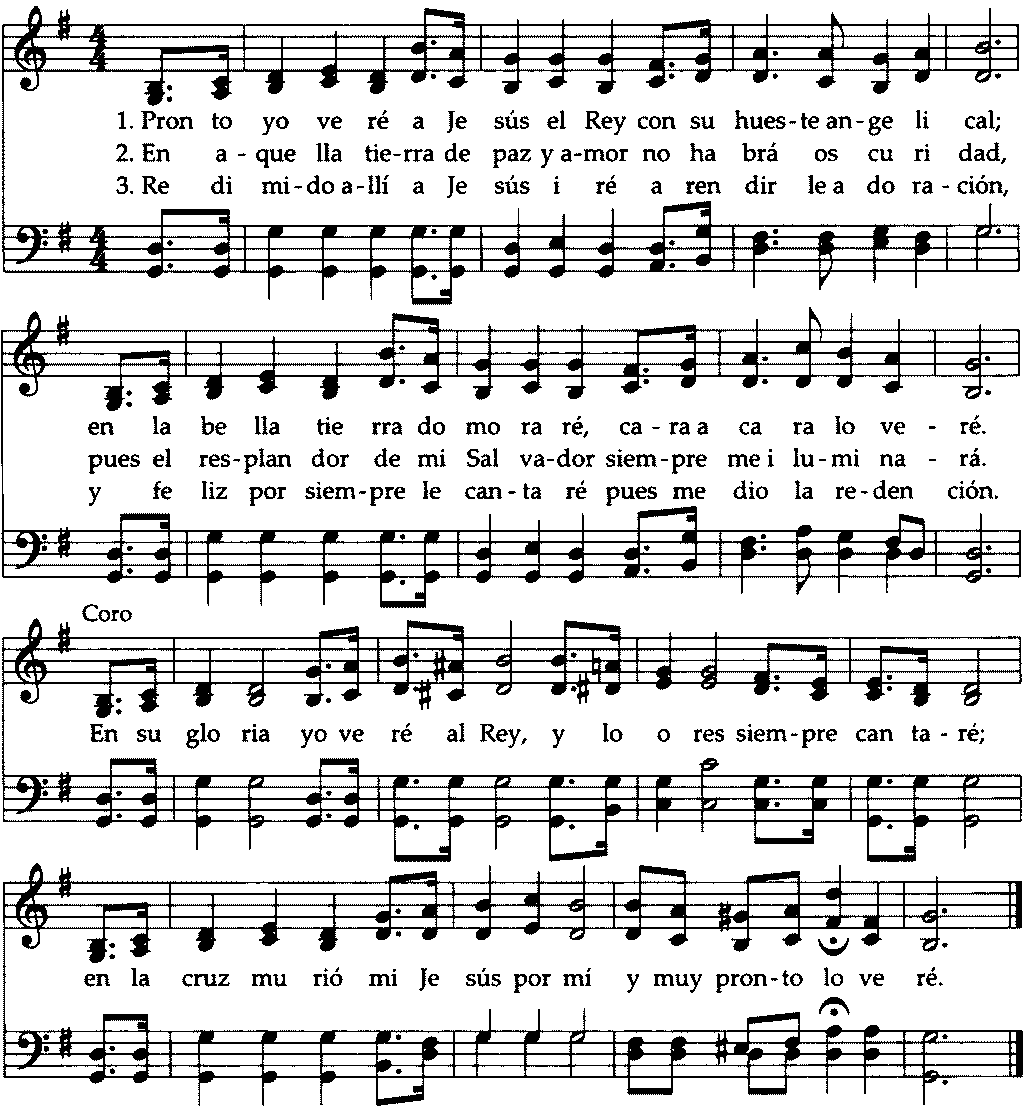 1. Pron to yo ve ré a Je sús el Rey con su hues-te an-ge li cal;
2. En a-que lla tie-rra de paz y a-mor no ha brá os cu ri dad,
3. Re di mi-do a-llí a Je sús i ré a ren dir le a do ra-ción,
en la be lla tie rra do mo ra ré, ca-ra a ca ra lo ve - ré.
pues el res-plan dor de mi Sal va-dor siem-pre me i lu-mi na - rá.
y fe liz por siem-pre le can-ta ré pues me dio la re-den ción.
Coro
En su glo ria yo ve ré al Rey, y lo o res siem-pre can ta-ré;
en la cruz mu rió mi Je sús por mí y muy pron-to lo ve ré.